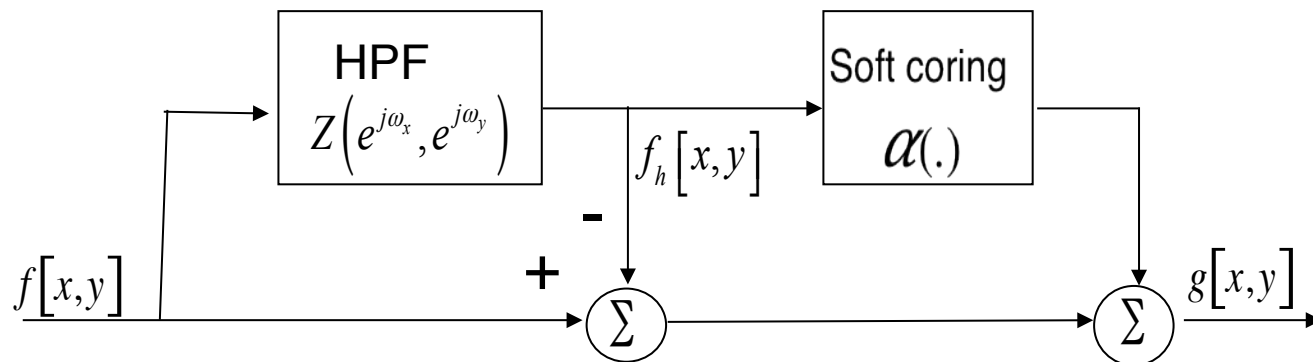 HPF
Z(e^{jω_x}, e^{jω_y})
Soft coring
α(.)
f_h[x,y]
-
+
f[x,y]
Σ
Σ
g[x,y]